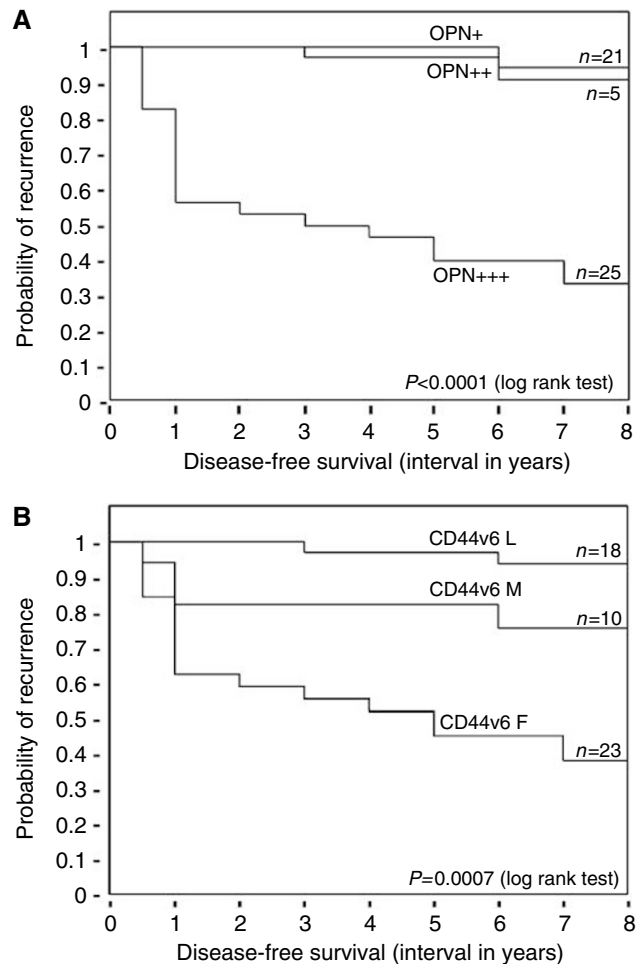 A
Probability of recurrence
1
0.9
0.8
0.7
0.6
0.5
0.4
0.3
0.2
0.1
0
OPN+
OPN++
OPN+++
n=21
n=5
n=25
P<0.0001 (log rank test)
0 1 2 3 4 5 6 7 8
Disease-free survival (interval in years)
B
Probability of recurrence
1
0.9
0.8
0.7
0.6
0.5
0.4
0.3
0.2
0.1
0
CD44v6 L
n=18
CD44v6 M
n=10
CD44v6 F
n=23
P=0.0007 (log rank test)
0 1 2 3 4 5 6 7 8
Disease-free survival (interval in years)